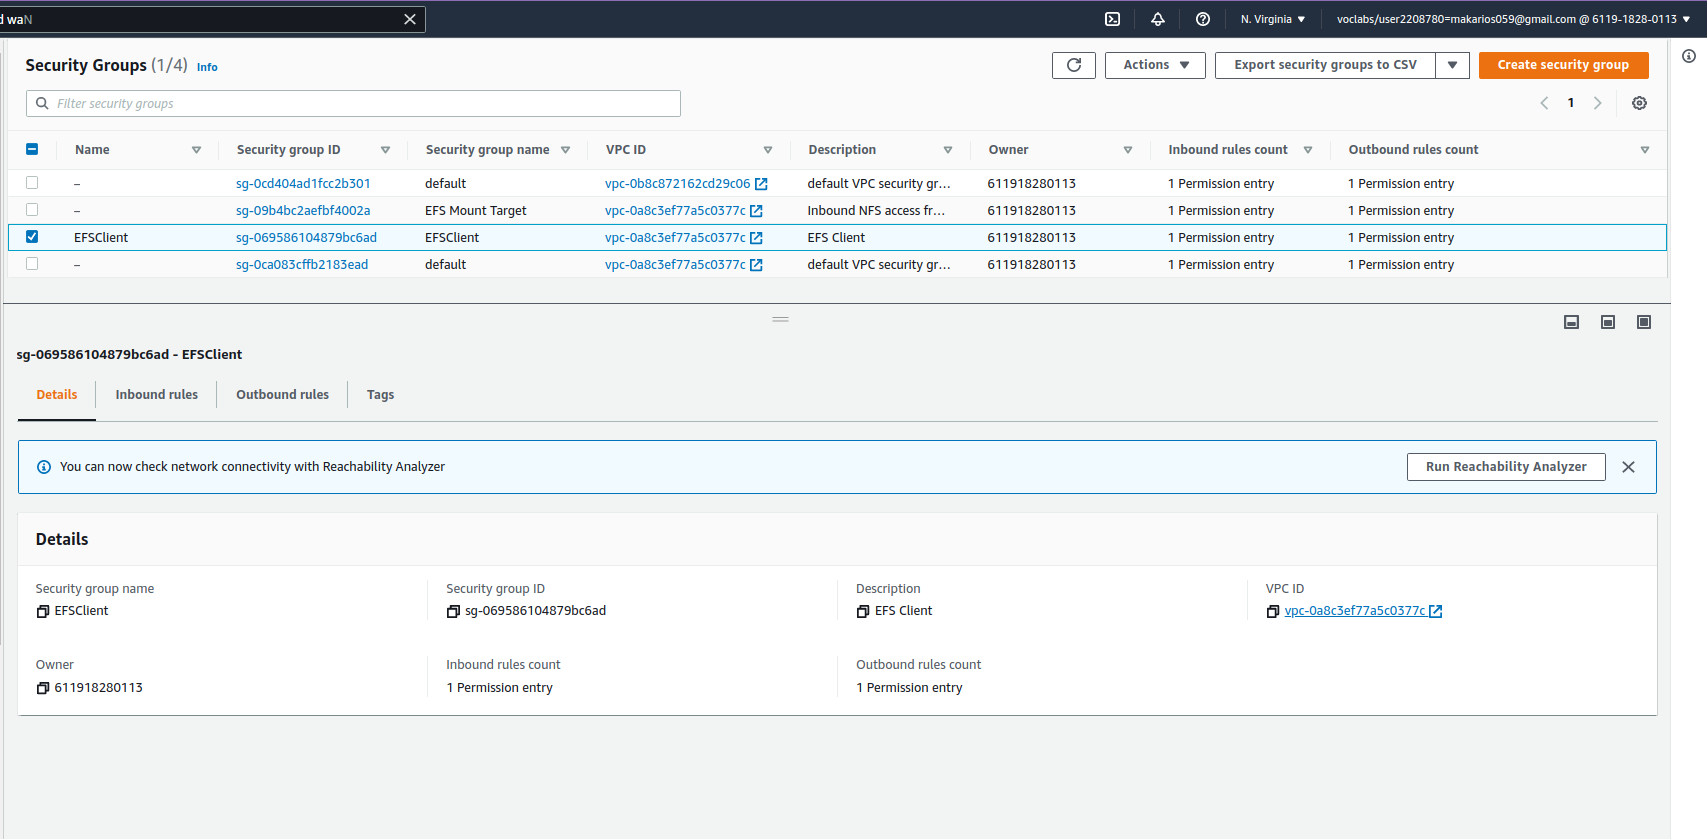 d waN
N. Virginia
voclabs/user2208780=makarios059@gmail.com @ 6119-1828-0113
Security Groups (1/4) Info
Actions
Export security groups to CSV
Create security group
Filter security groups
1
Name Security group ID Security group name VPC ID Description Owner Inbound rules count Outbound rules count
– sg-0cd404ad1fcc2b301 default vpc-0b8c872162cd29c06 default VPC security gr... 611918280113 1 Permission entry 1 Permission entry
– sg-09b4bc2aefbf4002a EFS Mount Target vpc-0a8c3ef77a5c0377c Inbound NFS access fr... 611918280113 1 Permission entry 1 Permission entry
EFSClient sg-069586104879bc6ad EFSClient vpc-0a8c3ef77a5c0377c EFS Client 611918280113 1 Permission entry 1 Permission entry
– sg-0ca083cffb2183ead default vpc-0a8c3ef77a5c0377c default VPC security gr... 611918280113 1 Permission entry 1 Permission entry
sg-069586104879bc6ad - EFSClient
Details Inbound rules Outbound rules Tags
You can now check network connectivity with Reachability Analyzer
Run Reachability Analyzer
Details
Security group name Security group ID Description VPC ID
EFSClient sg-069586104879bc6ad EFS Client vpc-0a8c3ef77a5c0377c
Owner Inbound rules count Outbound rules count
611918280113 1 Permission entry 1 Permission entry